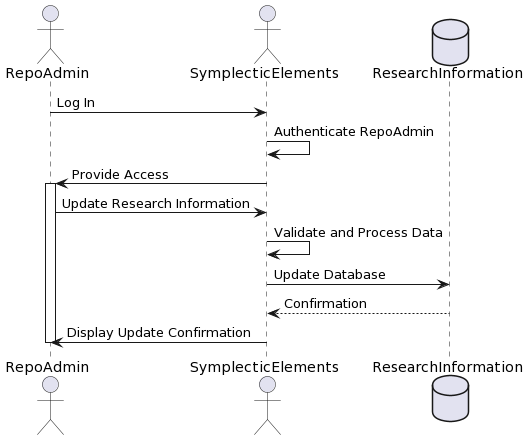 RepoAdmin
SymplecticElements
ResearchInformation
Log In
Authenticate RepoAdmin
Provide Access
Update Research Information
Validate and Process Data
Update Database
Confirmation
Display Update Confirmation
RepoAdmin
SymplecticElements
ResearchInformation